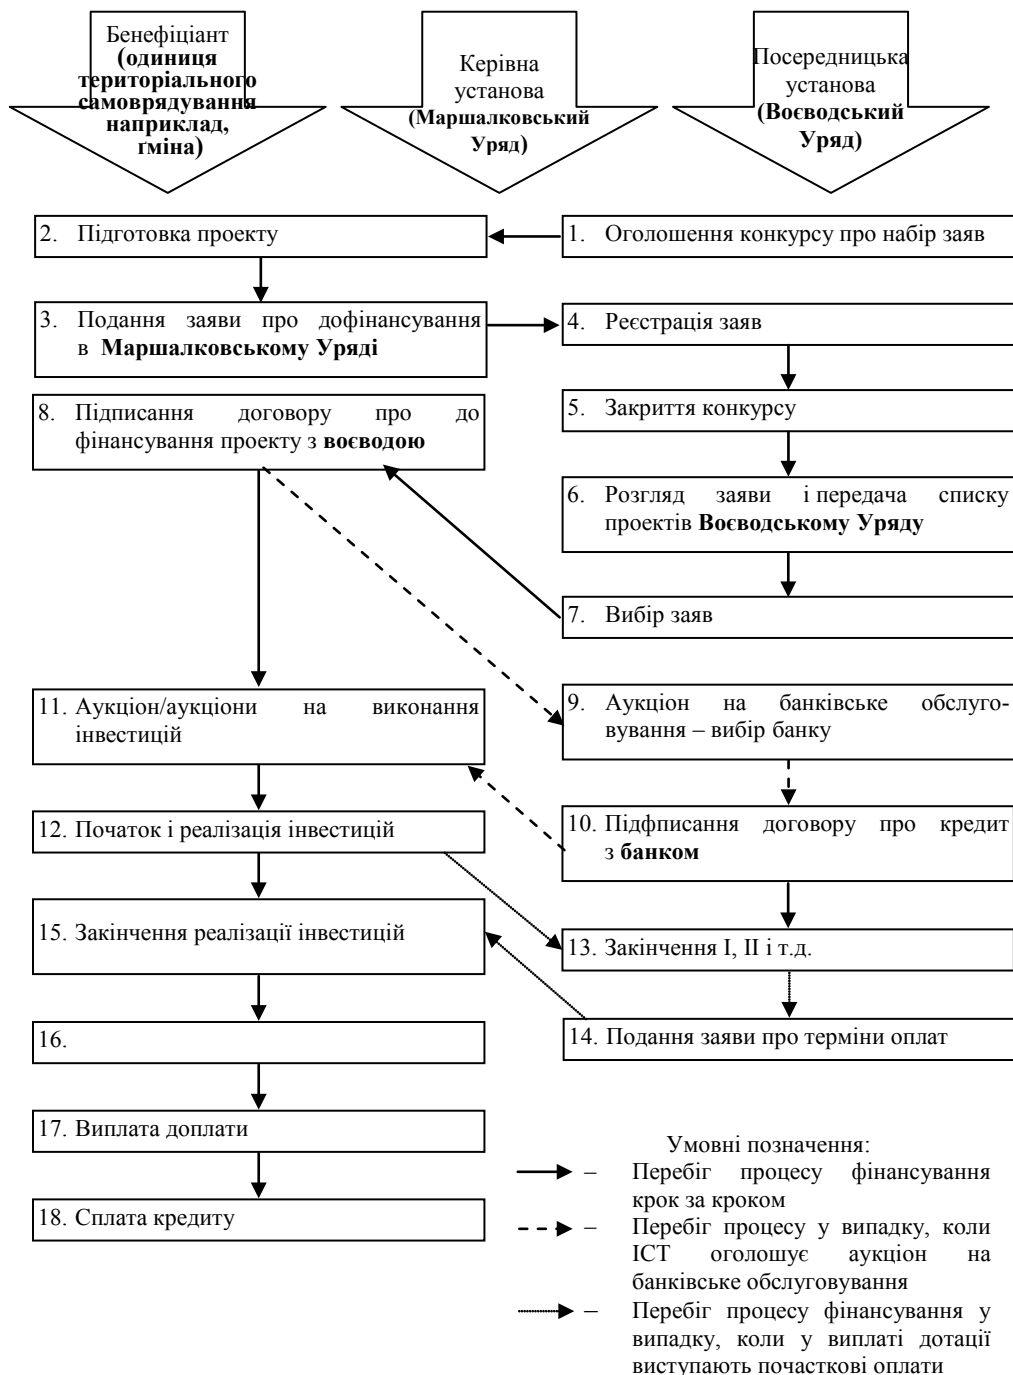 Бенефіціант
(одиниця
територіального
самоврядування
наприклад,
ґміна)
Керівна
установа
(Маршалковський
Уряд)
Посередницька
установа
(Воєводський
Уряд)
2. Підготовка проекту
1. Оголошення конкурсу про набір заяв
3. Подання заяви про дофінансування
в Маршалковському Уряді
4. Реєстрація заяв
8. Підписання договору про до
фінансування проекту з воєводою
5. Закриття конкурсу
6. Розгляд заяви і передача списку
проектів Воєводському Уряду
7. Вибір заяв
11. Аукціон/аукціони на виконання
інвестицій
9. Аукціон на банківське обслуго-
вування – вибір банку
12. Початок і реалізація інвестицій
10. Підфписання договору про кредит
з банком
15. Закінчення реалізації інвестицій
13. Закінчення І, ІІ і т.д.
16.
14. Подання заяви про терміни оплат
17. Виплата доплати
18. Сплата кредиту
Умовні позначення:
– Перебіг процесу фінансування
крок за кроком
– Перебіг процесу у випадку, коли
ІСТ оголошує аукціон на
банківське обслуговування
– Перебіг процесу фінансування у
випадку, коли у виплаті дотації
виступають почасткові оплати